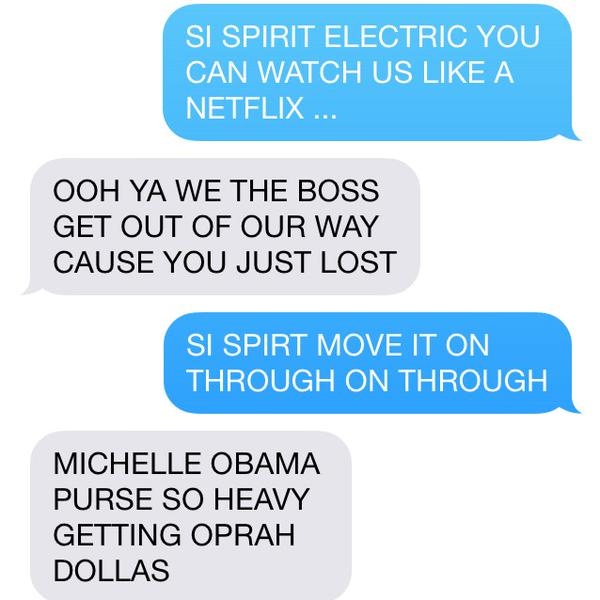 SI SPIRIT ELECTRIC YOU
CAN WATCH US LIKE A
NETFLIX ...
OOH YA WE THE BOSS
GET OUT OF OUR WAY
CAUSE YOU JUST LOST
SI SPIRT MOVE IT ON
THROUGH ON THROUGH
MICHELLE OBAMA
PURSE SO HEAVY
GETTING OPRAH
DOLLAS